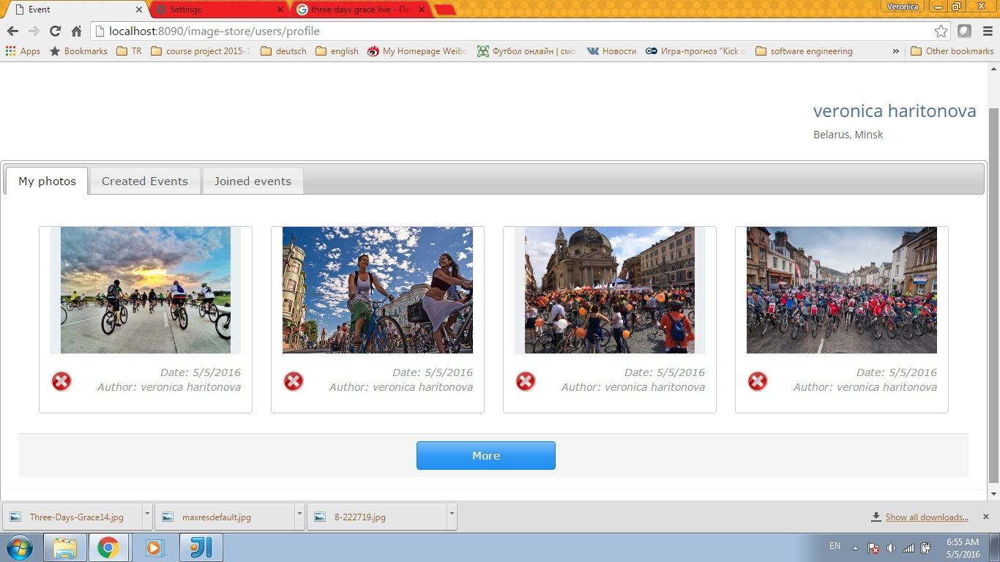 Event
Settings
three days grace live - По
Veronica
localhost:8090/image-store/users/profile
Apps
Bookmarks
TR
course project 2015-1
deutsch
english
My Homepage Weibo
Футбол онлайн | смо
Новости
Игра-прогноз "Kick o
software engineering
»
Other bookmarks
veronica haritonova
Belarus, Minsk
My photos
Created Events
Joined events
Date: 5/5/2016
Author: veronica haritonova
Date: 5/5/2016
Author: veronica haritonova
Date: 5/5/2016
Author: veronica haritonova
Date: 5/5/2016
Author: veronica haritonova
More
Three-Days-Grace14.jpg
maxresdefault.jpg
8-222719.jpg
Show all downloads...
EN
6:55 AM
5/5/2016